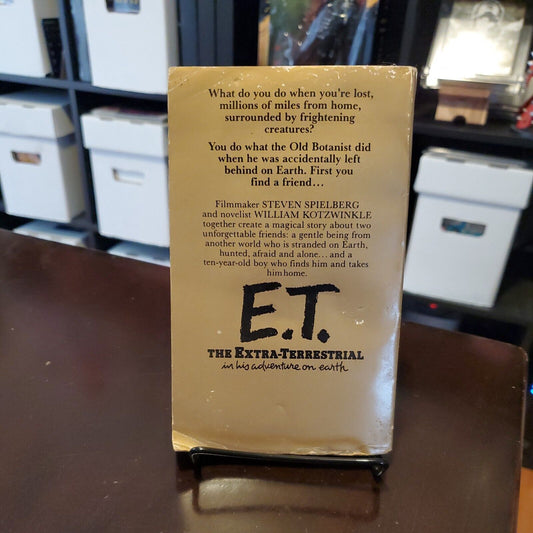 What do you do when you're lost,
millions of miles from home,
surrounded by frightening
creatures?
You do what the Old Botanist did
when he was accidentally left
behind on Earth. First you
find a friend...
Filmmaker STEVEN SPIELBERG
and novelist WILLIAM KOTZWINKLE
together create a magical story about two
unforgettable friends: a gentle being from
another world who is stranded on Earth,
hunted, afraid and alone...and a
ten-year-old boy who finds him and takes
him home.
E.T.
THE EXTRA-TERRESTRIAL
in his adventure on earth